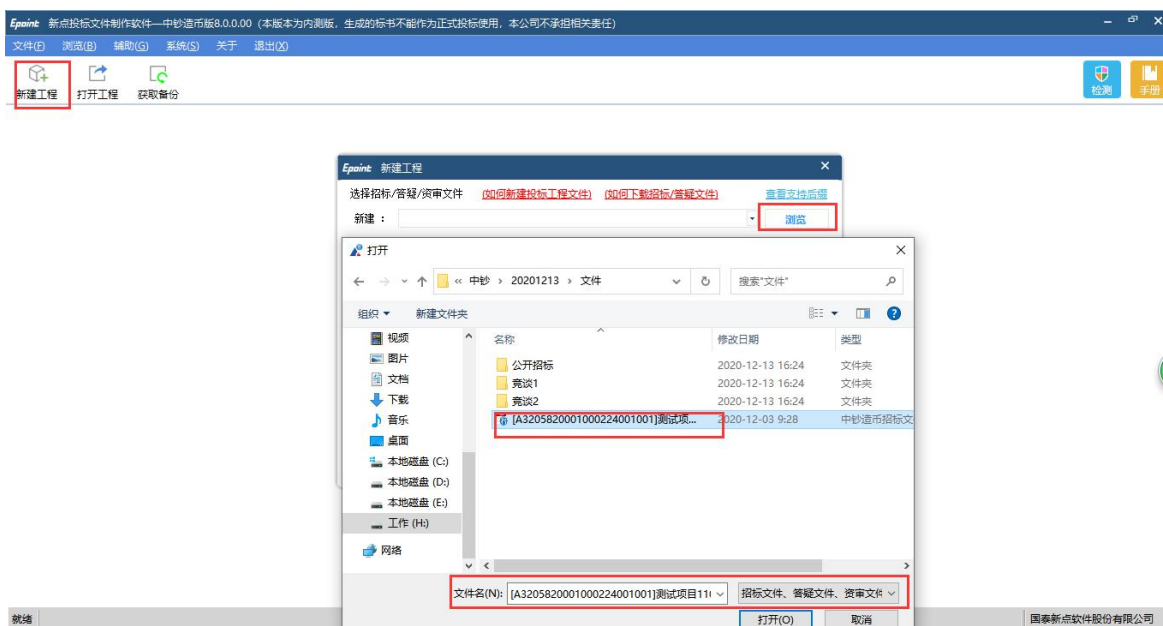 Epoint 新点投标文件制作软件—中钞造币版8.0.0.00（本版本为内测版，生成的标书不能作为正式投标使用，本公司不承担相关责任）
文件(F) 浏览(B) 辅助(G) 系统(S) 关于 退出(X)
新建工程 打开工程 获取备份 检测 手册
Epoint 新建工程
选择招标/答疑/资审文件 (如何新建投标工程文件) (如何下载招标/答疑文件) 查看支持后缀
新建 ： 浏览
打开
« 中钞 › 20201213 › 文件 搜索"文件"
组织 新建文件夹
视频 名称 修改日期 类型
图片 公开招标 2020-12-13 16:24 文件夹
文档 竞谈1 2020-12-13 16:24 文件夹
下载 竞谈2 2020-12-13 16:24 文件夹
音乐 [A3205820001000224001001]测试项... 2020-12-03 9:28 中钞造币招标文
桌面
本地磁盘 (C:)
本地磁盘 (D:)
本地磁盘 (E:)
工作 (H:)
网络
文件名(N): [A3205820001000224001001]测试项目11 招标文件、答疑文件、资审文件
打开(O) 取消
就绪 国泰新点软件股份有限公司